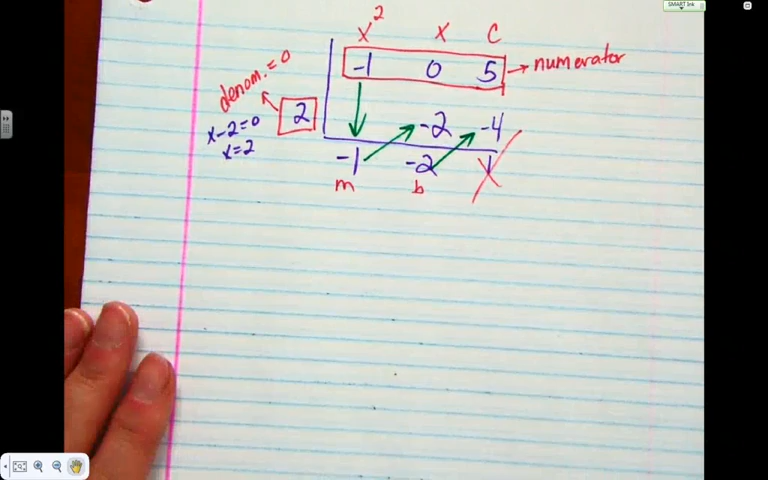 SMART Ink
x² x C
-1 0 5 → numerator
denom. = 0
2 -2 -4
x-2=0
x=2
-1 -2 1
m b